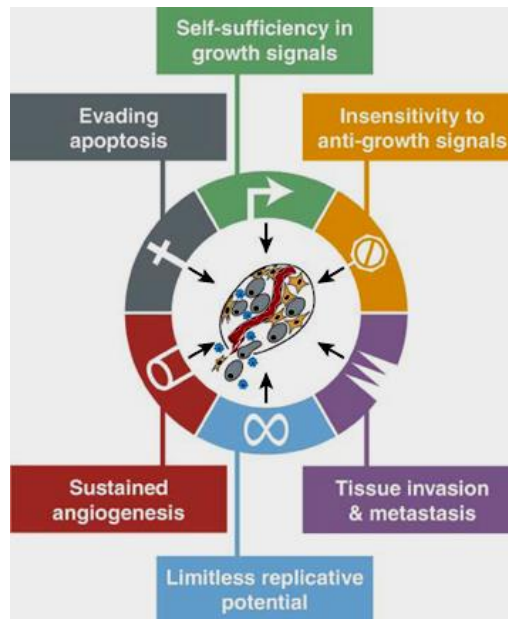 Self-sufficiency in
growth signals
Evading
apoptosis
Insensitivity to
anti-growth signals
Sustained
angiogenesis
Tissue invasion
& metastasis
Limitless replicative
potential